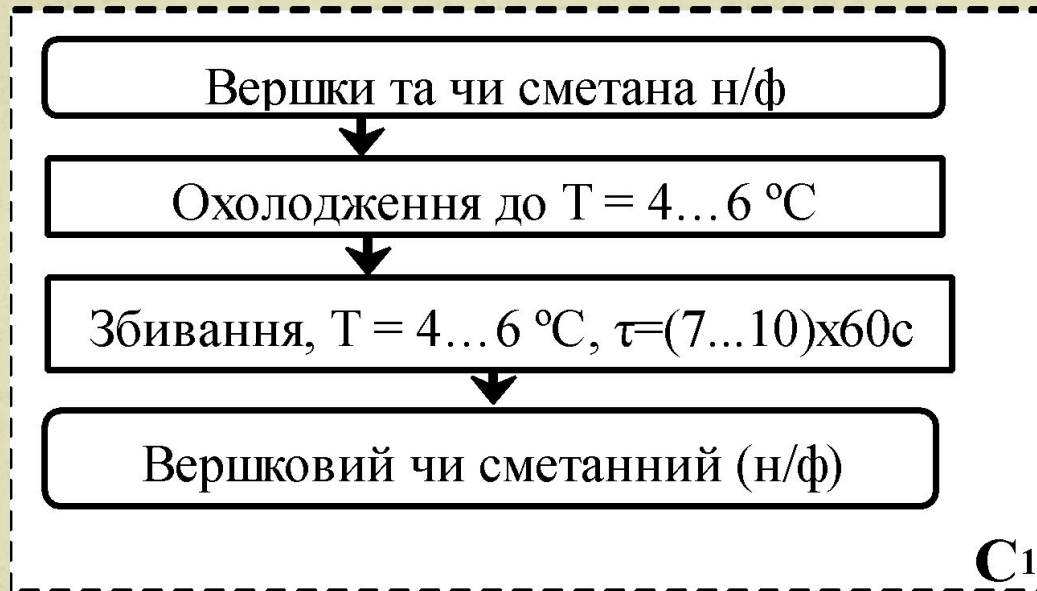 Вершки та чи сметана н/ф
Охолодження до Т = 4…6 ºС
Збивання, Т = 4…6 ºС, τ=(7...10)х60с
Вершковий чи сметанний (н/ф)
С1